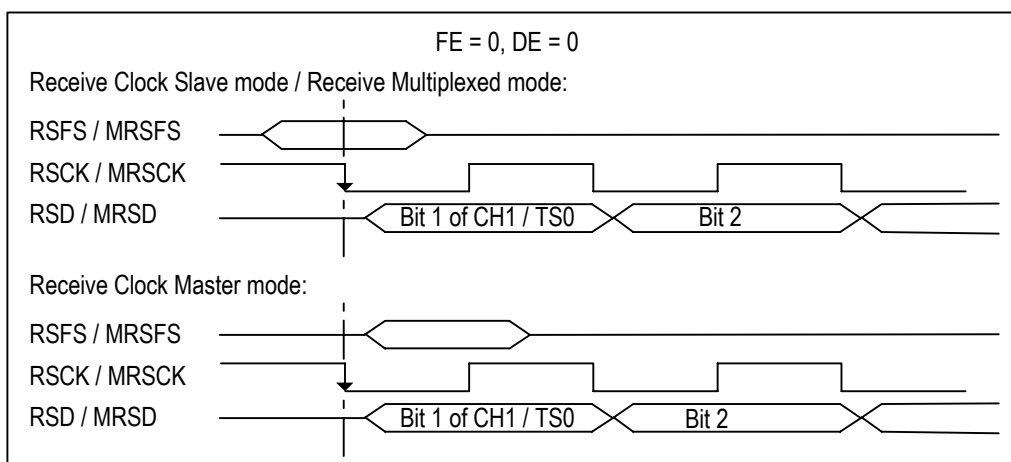 FE = 0, DE = 0
Receive Clock Slave mode / Receive Multiplexed mode:
RSFS / MRSFS
RSCK / MRSCK
RSD / MRSD
Bit 1 of CH1 / TS0 Bit 2
Receive Clock Master mode:
RSFS / MRSFS
RSCK / MRSCK
RSD / MRSD
Bit 1 of CH1 / TS0 Bit 2